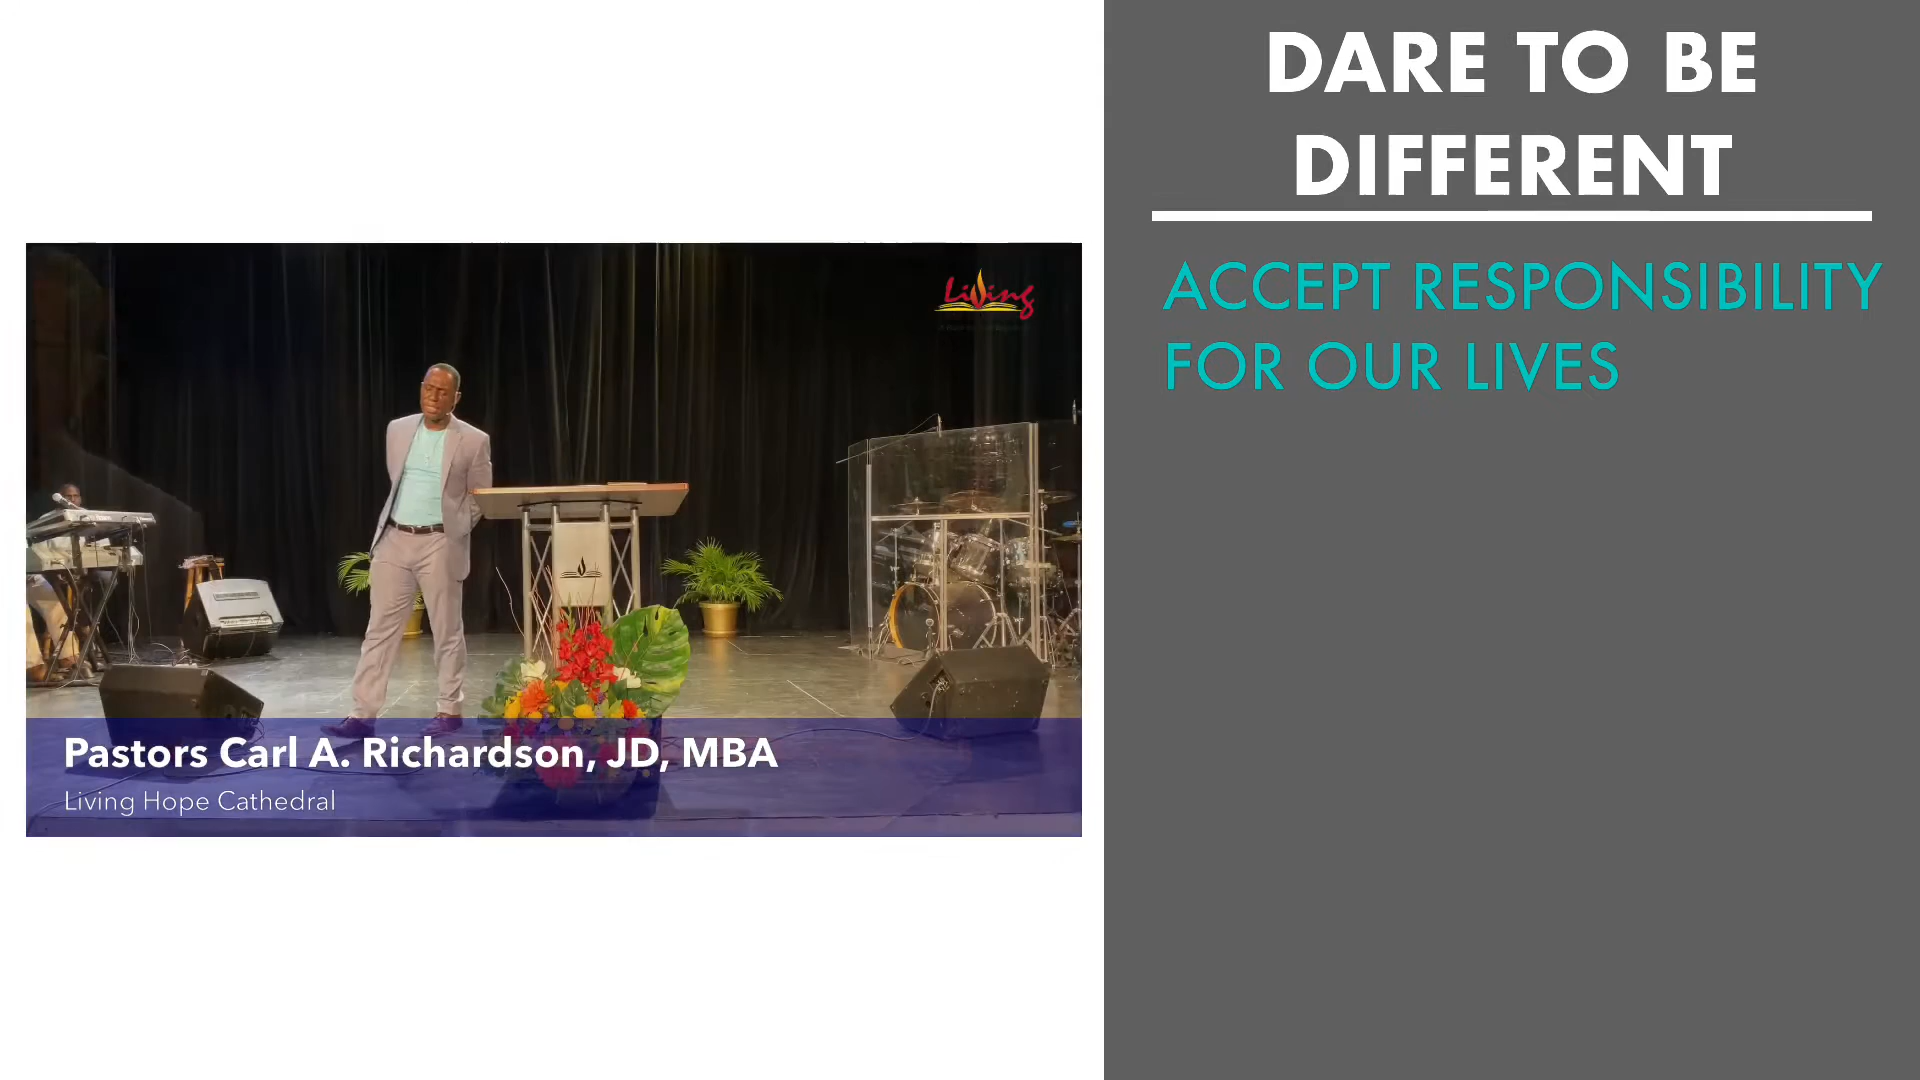 DARE TO BE
DIFFERENT
ACCEPT RESPONSIBILITY
FOR OUR LIVES
Living
Pastors Carl A. Richardson, JD, MBA
Living Hope Cathedral